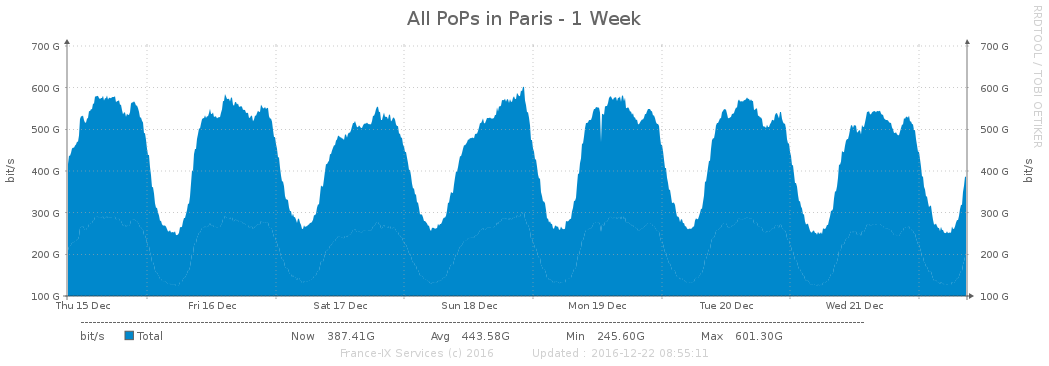 All PoPs in Paris - 1 Week
RRDTOOL / TOBI OETIKER
700 G 700 G
600 G 600 G
500 G 500 G
400 G 400 G
300 G 300 G
200 G 200 G
100 G 100 G
bit/s bit/s
Thu 15 Dec Fri 16 Dec Sat 17 Dec Sun 18 Dec Mon 19 Dec Tue 20 Dec Wed 21 Dec
bit/s Total Now 387.41G Avg 443.58G Min 245.60G Max 601.30G
France-IX Services (c) 2016 Updated : 2016-12-22 08:55:11